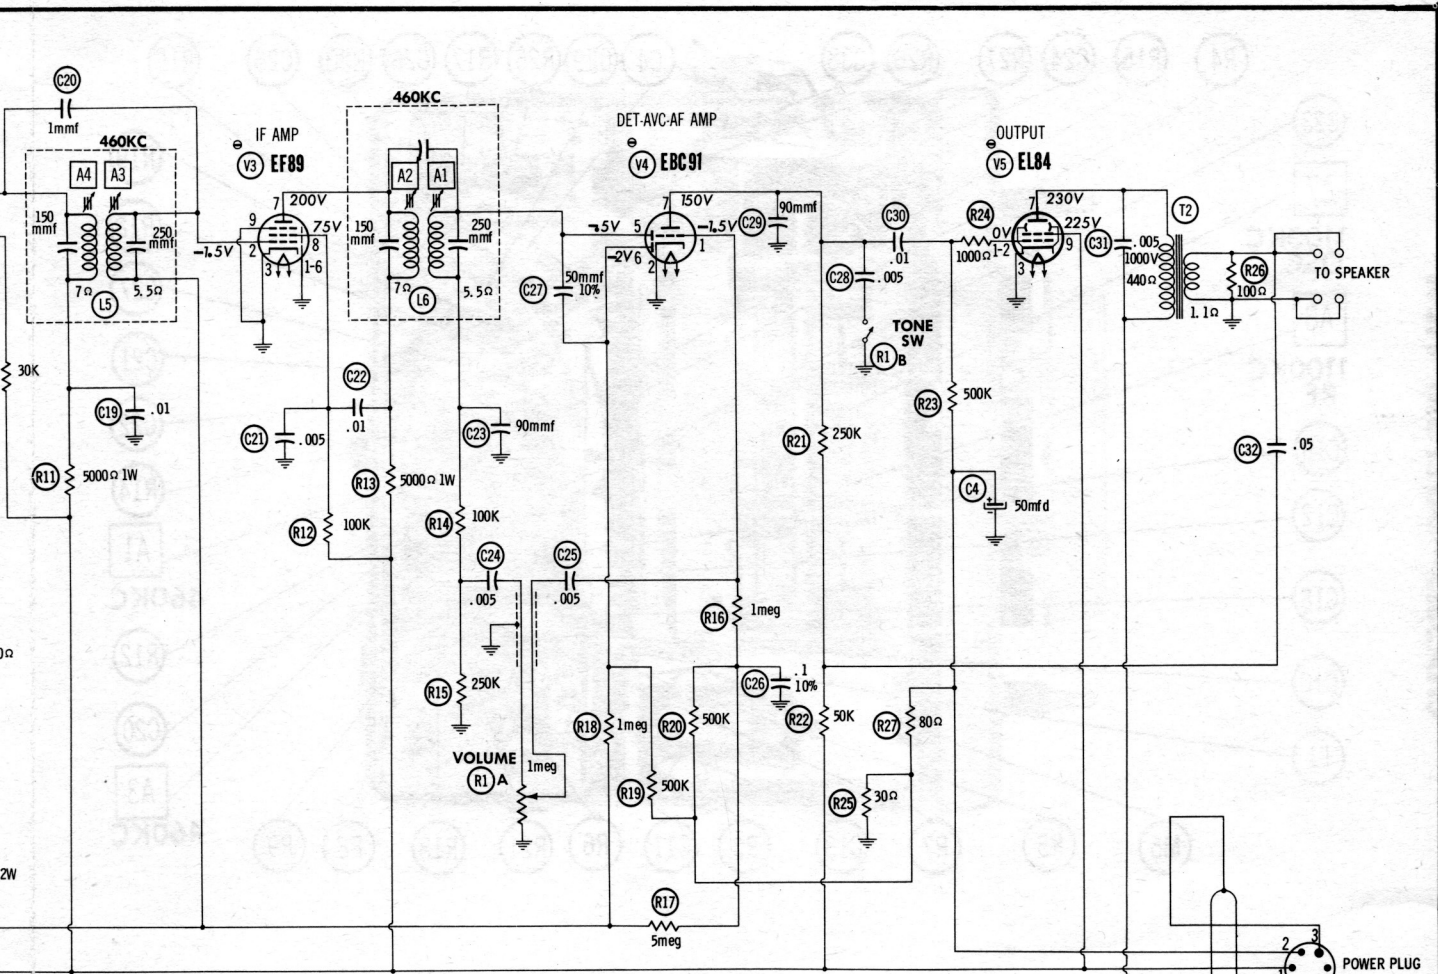 C20
1mmf
460KC
A4 A3
150 mmf
250 mmf
7Ω
L5
5.5Ω
30K
C19 .01
R11 5000Ω 1W
2W
IF AMP
V3 EF89
7 200V
9
2
3
75V
8
1-6
-1.5V
460KC
A2 A1
150 mmf
250 mmf
7Ω
L6
5.5Ω
C22
.01
C21 .005
R12 100K
R13 5000Ω 1W
C23 90mmf
R14 100K
C24
.005
C25
.005
R15 250K
VOLUME
R1 A
1meg
C27
50mmf
10%
DET-AVC-AF AMP
V4 EBC91
7 150V
-.5V 5
-2V 6
2
-1.5V
1
C29
90mmf
R16 1meg
C26
.1
10%
R18 1meg
R19 500K
R20 500K
R17
5meg
C30
.01
C28 .005
TONE
SW
R1 B
R21 250K
R22 50K
R27 80Ω
R25 30Ω
OUTPUT
V5 EL84
R24
1000Ω
0V
1-2
7 230V
225V
9
3
R23 500K
C4
+
50mfd
C31 .005
1000V
440Ω
T2
1.1Ω
R26
100Ω
TO SPEAKER
C32 .05
2
3
1
POWER PLUG